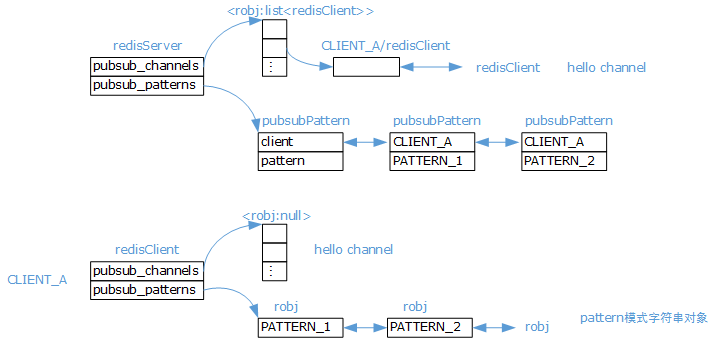 <robj:list<redisClient>>
redisServer
pubsub_channels
pubsub_patterns
⋮
CLIENT_A/redisClient
redisClient
hello channel
pubsubPattern
pubsubPattern
pubsubPattern
client
CLIENT_A
CLIENT_A
pattern
PATTERN_1
PATTERN_2
<robj:null>
redisClient
hello channel
CLIENT_A
pubsub_channels
pubsub_patterns
⋮
robj
robj
PATTERN_1
PATTERN_2
robj
pattern模式字符串对象